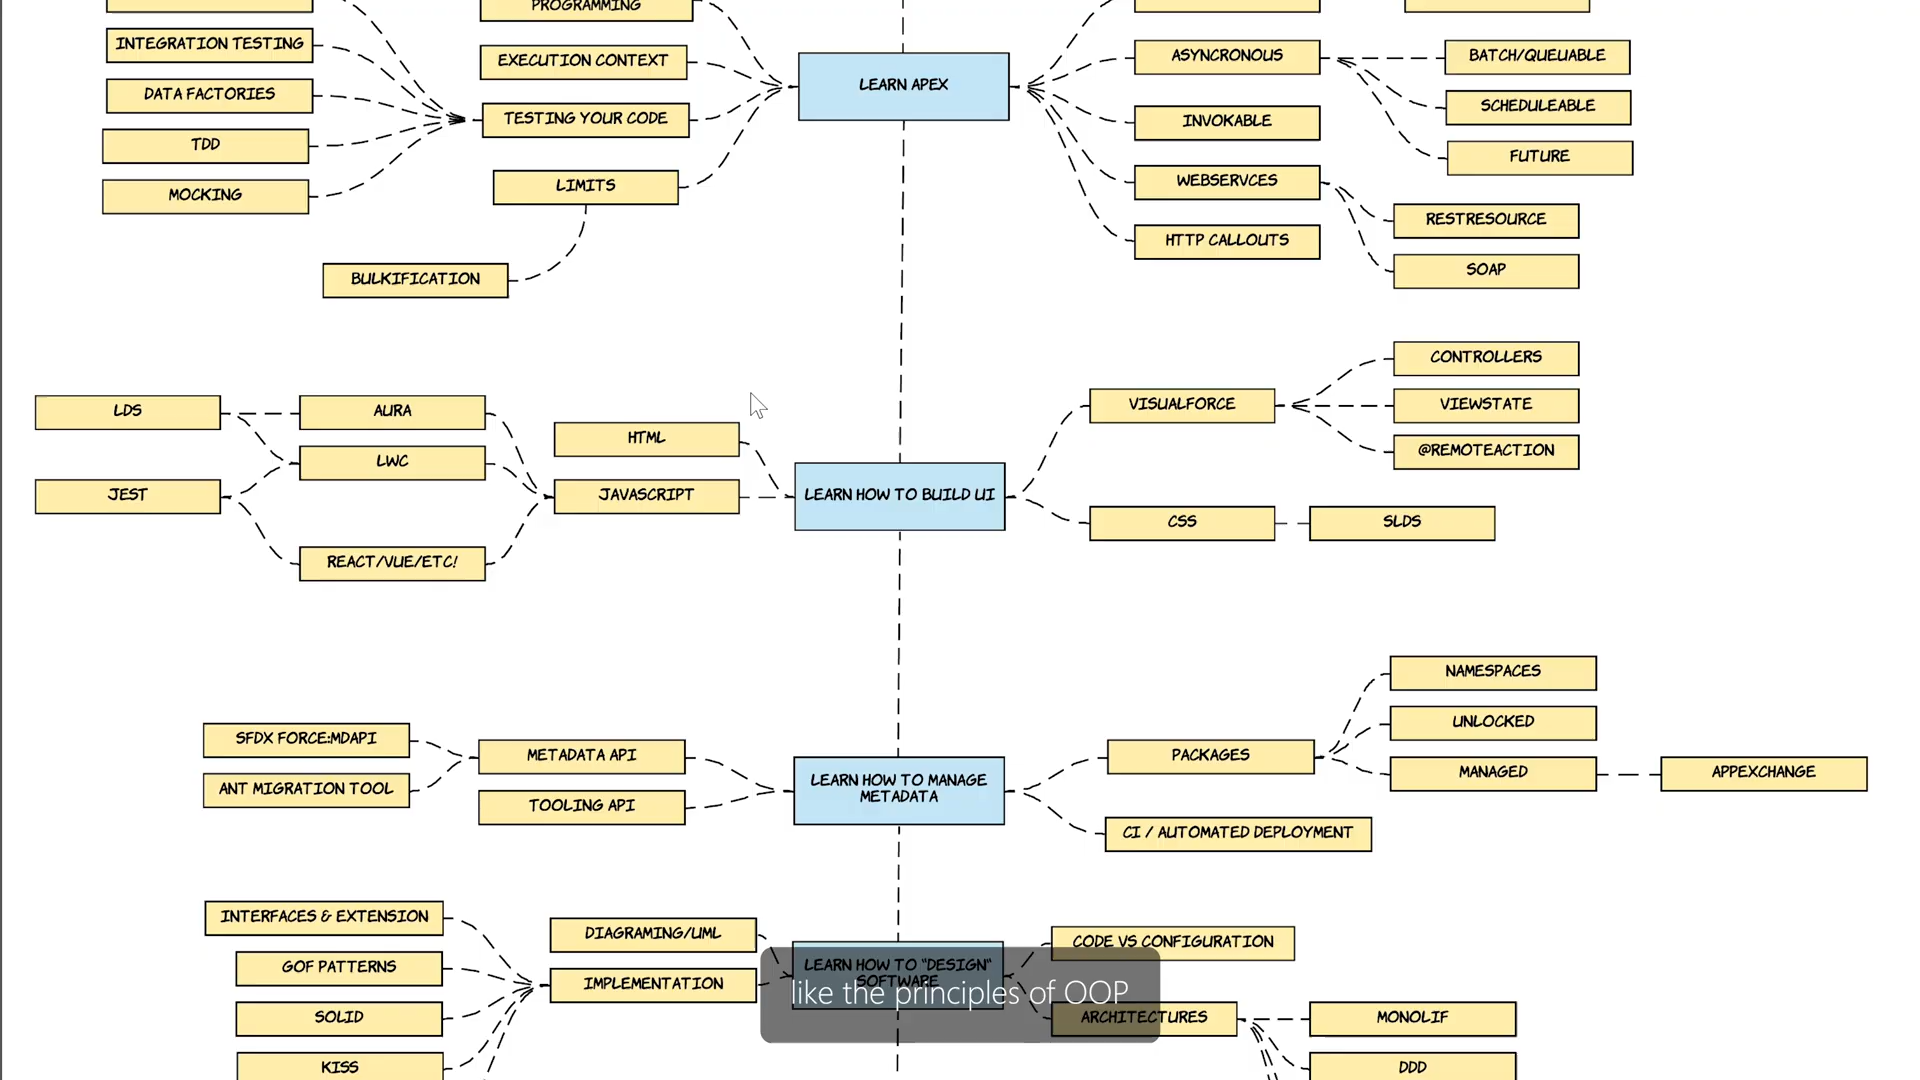 PROGRAMMING
INTEGRATION TESTING
EXECUTION CONTEXT
DATA FACTORIES
TESTING YOUR CODE
TDD
MOCKING
LIMITS
BULKIFICATION
LEARN APEX
ASYNCRONOUS
BATCH/QUEUABLE
SCHEDULEABLE
FUTURE
INVOKABLE
WEBSERVCES
RESTRESOURCE
SOAP
HTTP CALLOUTS
LDS
AURA
HTML
LWC
JEST
JAVASCRIPT
REACT/VUE/ETC!
LEARN HOW TO BUILD UI
VISUALFORCE
CONTROLLERS
VIEWSTATE
@REMOTEACTION
CSS
SLDS
SFDX FORCE:MDAPI
METADATA API
ANT MIGRATION TOOL
TOOLING API
LEARN HOW TO MANAGE
METADATA
PACKAGES
NAMESPACES
UNLOCKED
MANAGED
APPEXCHANGE
CI / AUTOMATED DEPLOYMENT
INTERFACES & EXTENSION
DIAGRAMING/UML
GOF PATTERNS
IMPLEMENTATION
SOLID
KISS
LEARN HOW TO "DESIGN"
SOFTWARE
CODE VS CONFIGURATION
ARCHITECTURES
MONOLIF
DDD
like the principles of OOP